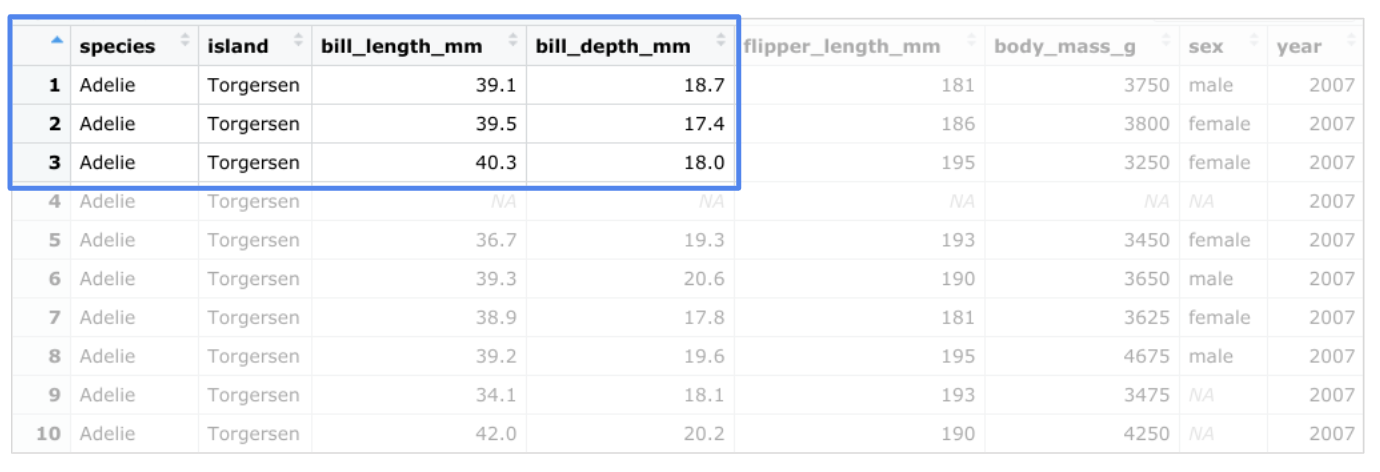 species island bill_length_mm bill_depth_mm flipper_length_mm body_mass_g sex year
1 Adelie Torgersen 39.1 18.7 181 3750 male 2007
2 Adelie Torgersen 39.5 17.4 186 3800 female 2007
3 Adelie Torgersen 40.3 18.0 195 3250 female 2007
4 Adelie Torgersen NA NA NA NA NA 2007
5 Adelie Torgersen 36.7 19.3 193 3450 female 2007
6 Adelie Torgersen 39.3 20.6 190 3650 male 2007
7 Adelie Torgersen 38.9 17.8 181 3625 female 2007
8 Adelie Torgersen 39.2 19.6 195 4675 male 2007
9 Adelie Torgersen 34.1 18.1 193 3475 NA 2007
10 Adelie Torgersen 42.0 20.2 190 4250 NA 2007